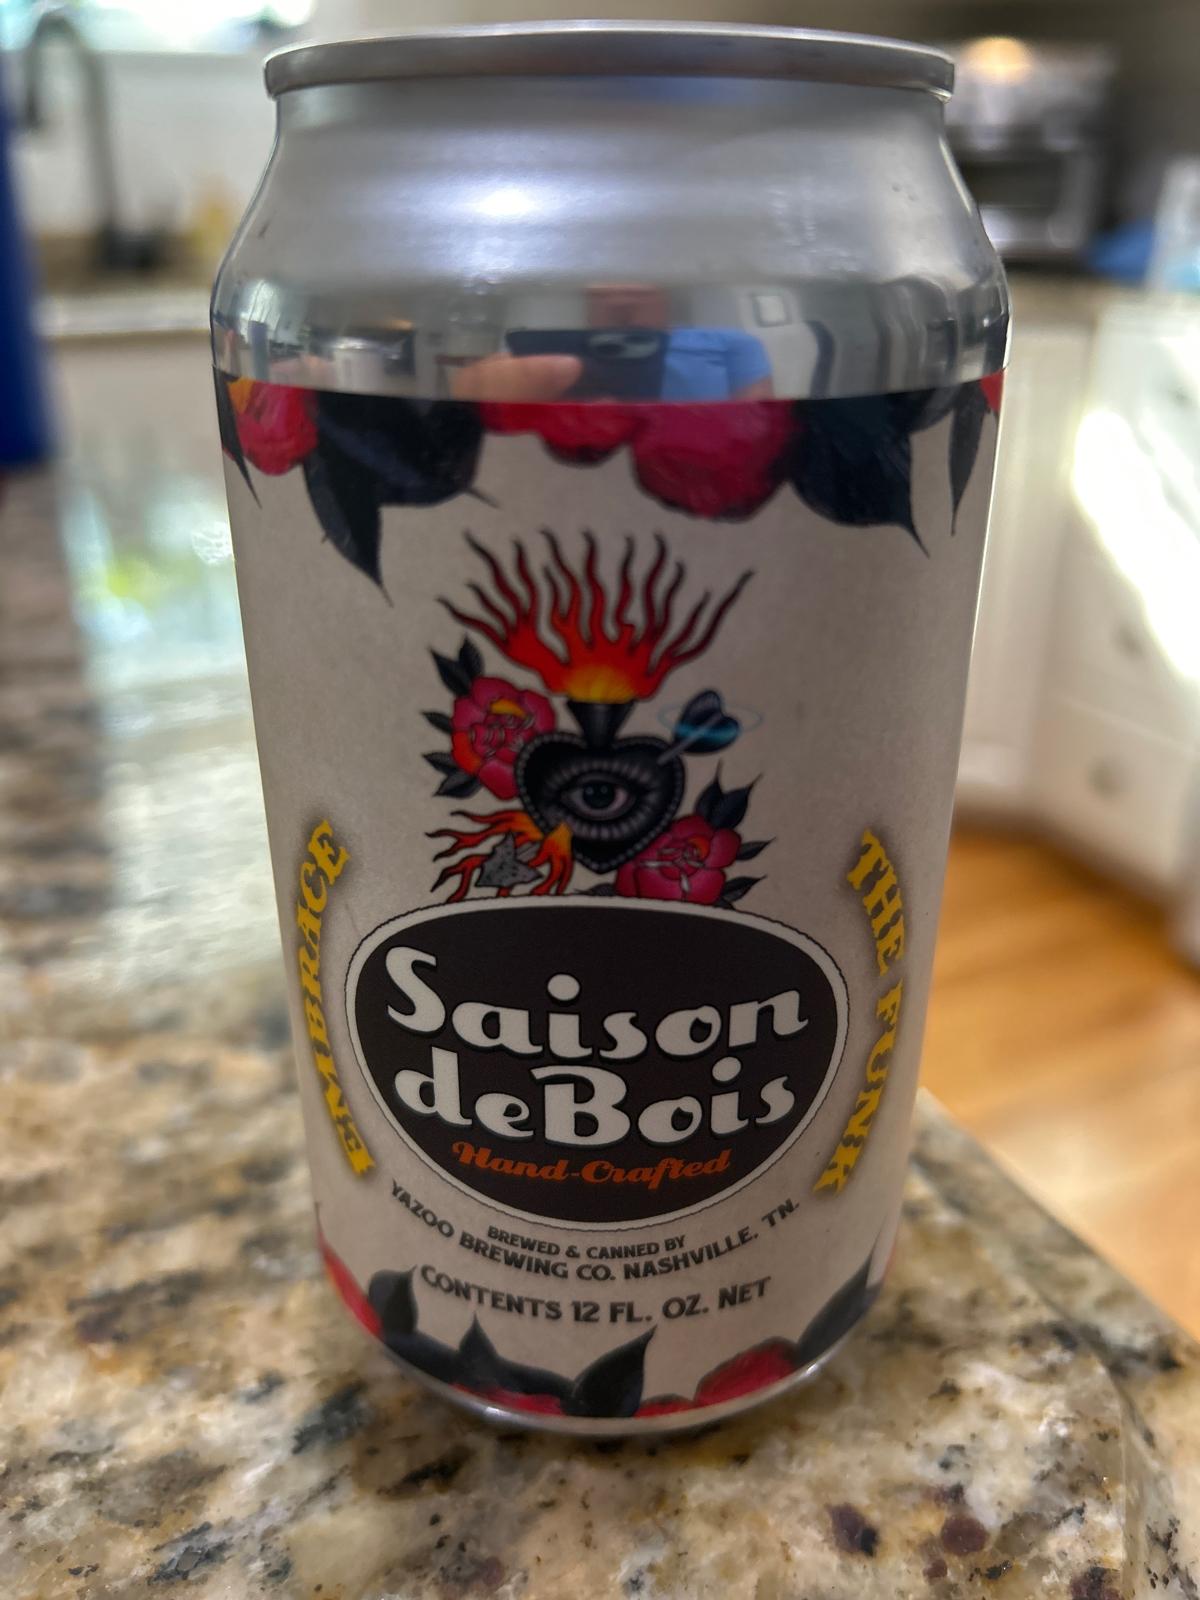 EMBRACE
THE FUNK
Saison
deBois
Hand-Crafted
BREWED & CANNED BY
YAZOO BREWING CO. NASHVILLE, TN.
CONTENTS 12 FL. OZ. NET